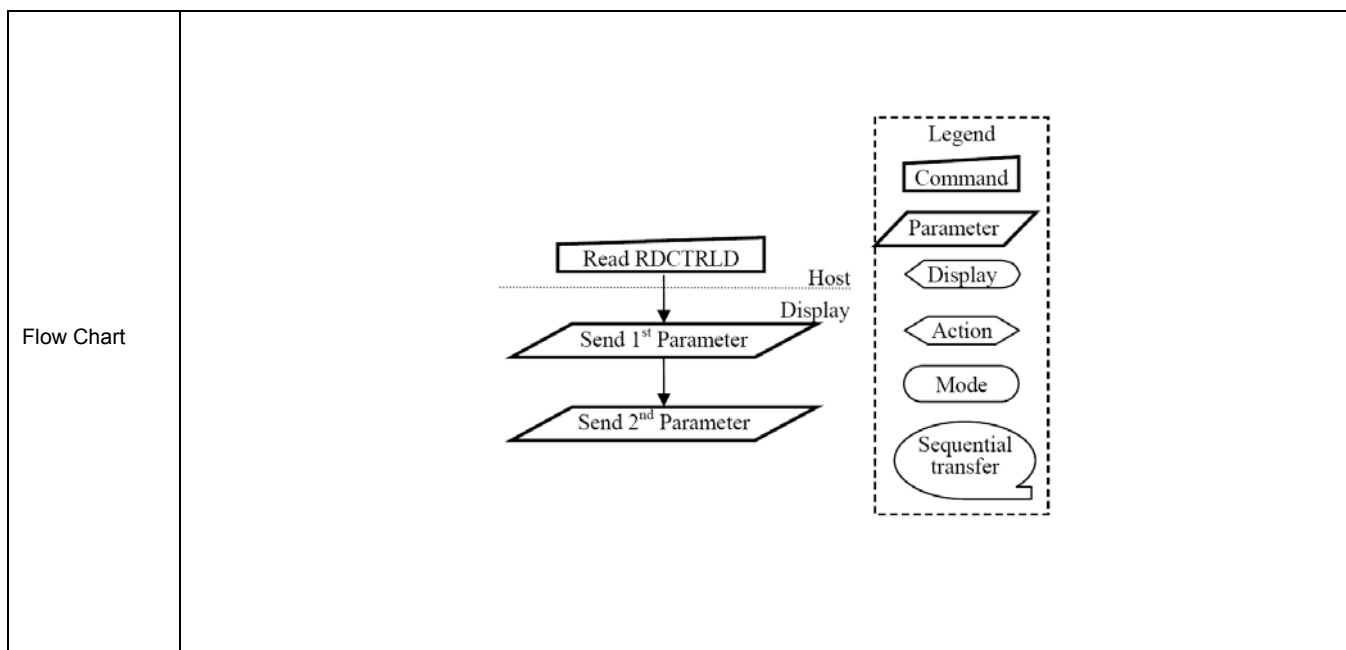 Flow Chart
Read RDCTRLD
Host
Display
Send 1st Parameter
Send 2nd Parameter
Legend
Command
Parameter
Display
Action
Mode
Sequential
transfer